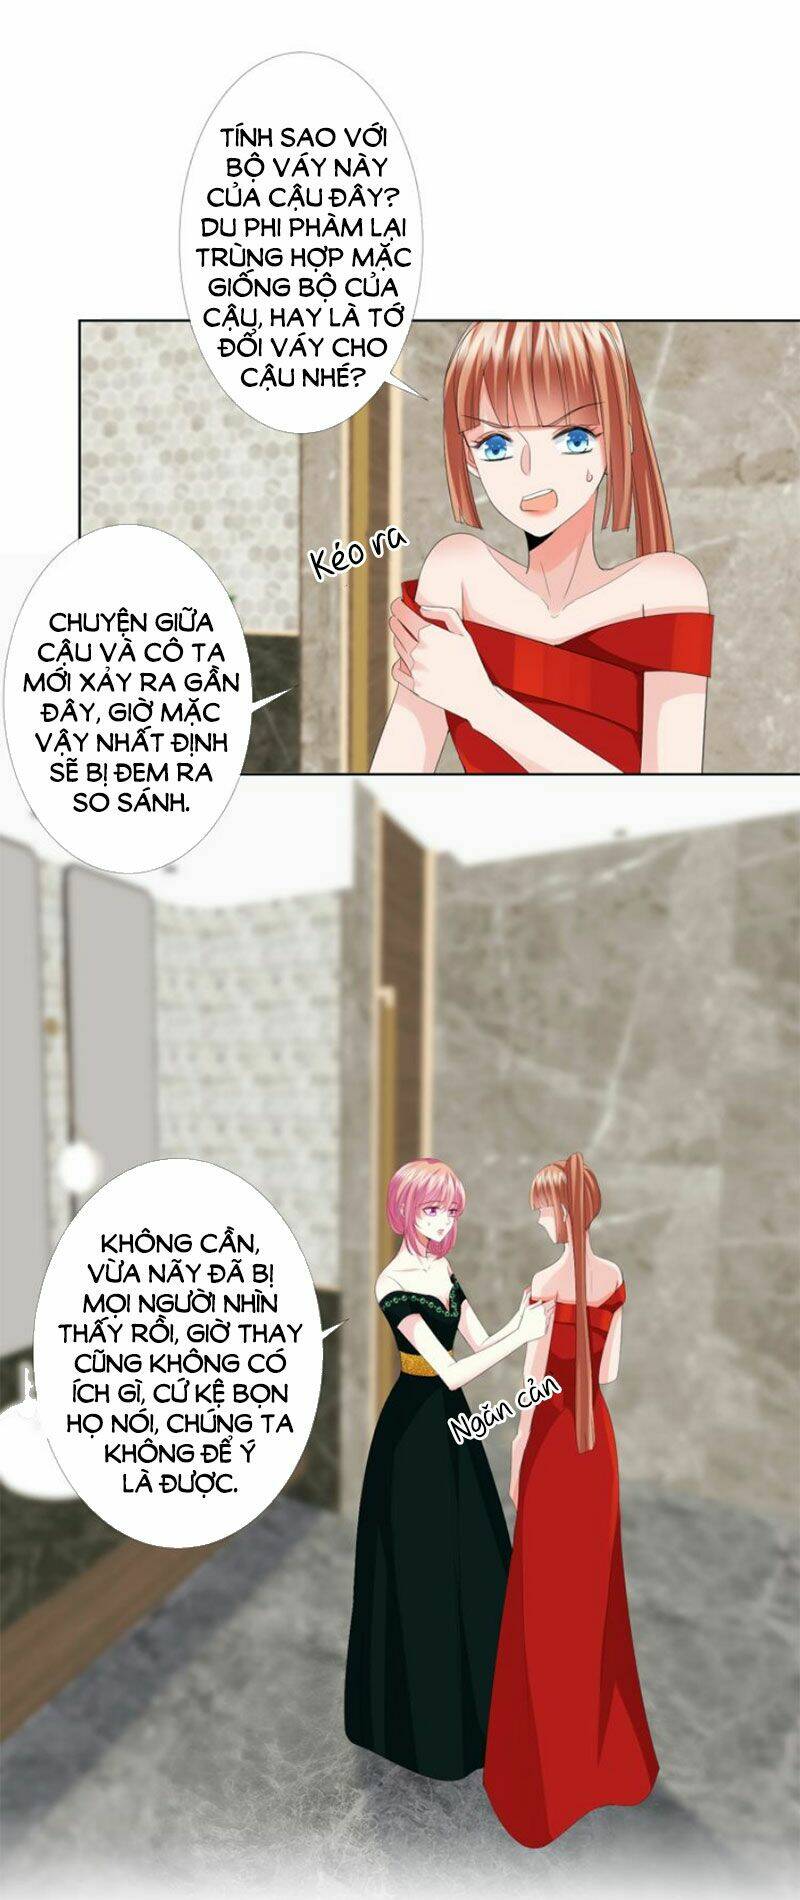 TÍNH SAO VỚI
BỘ VÁY NÀY
CỦA CẬU ĐÂY?
DU PHI PHÀM LẠI
TRÙNG HỢP MẶC
GIỐNG BỘ CỦA
CẬU, HAY LÀ TỚ
ĐỔI VÁY CHO
CẬU NHÉ?
Kéo ra
CHUYỆN GIỮA
CẬU VÀ CÔ TA
MỚI XẢY RA GẦN
ĐÂY, GIỜ MẶC
VẬY NHẤT ĐỊNH
SẼ BỊ ĐEM RA
SO SÁNH.
KHÔNG CẦN,
VỪA NÃY ĐÃ BỊ
MỌI NGƯỜI NHÌN
THẤY RỒI, GIỜ THAY
CŨNG KHÔNG CÓ
ÍCH GÌ, CỨ KỆ BỌN
HỌ NÓI, CHÚNG TA
KHÔNG ĐỂ Ý
LÀ ĐƯỢC.
Ngăn cản